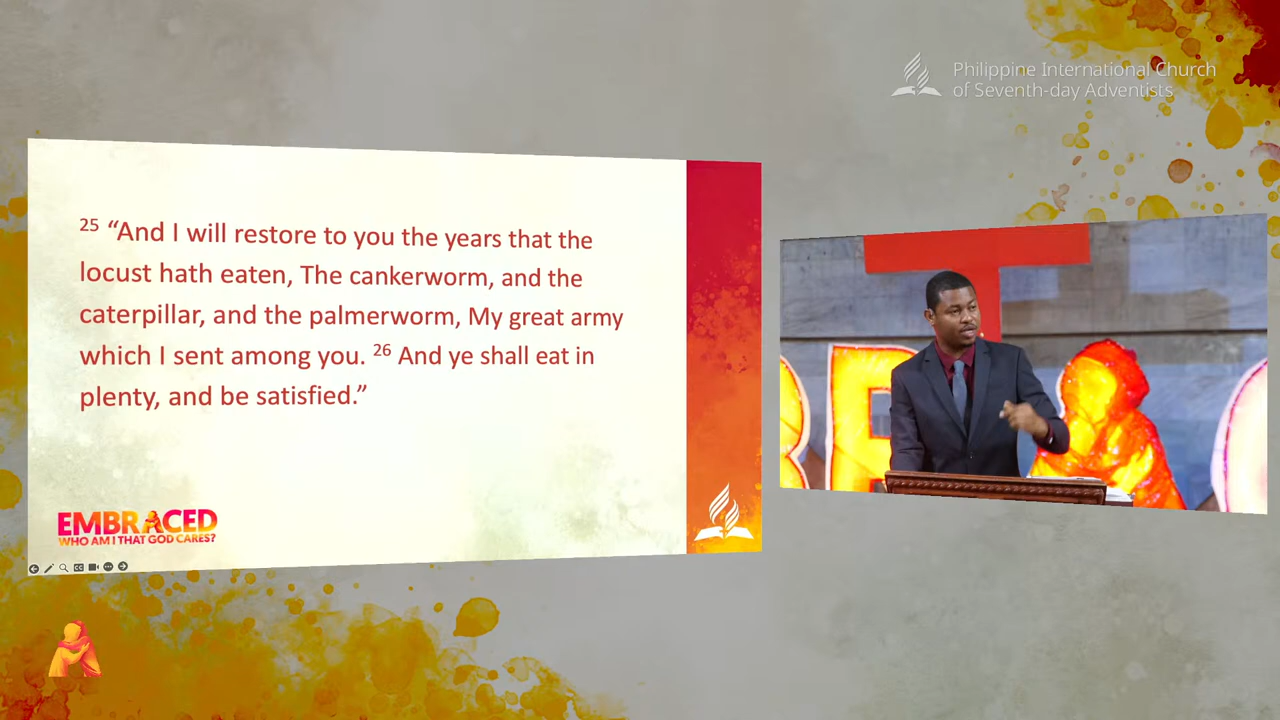 Philippine International Church
of Seventh-day Adventists
25 “And I will restore to you the years that the
locust hath eaten, The cankerworm, and the
caterpillar, and the palmerworm, My great army
which I sent among you. 26 And ye shall eat in
plenty, and be satisfied.”
EMBRACED
WHO AM I THAT GOD CARES?